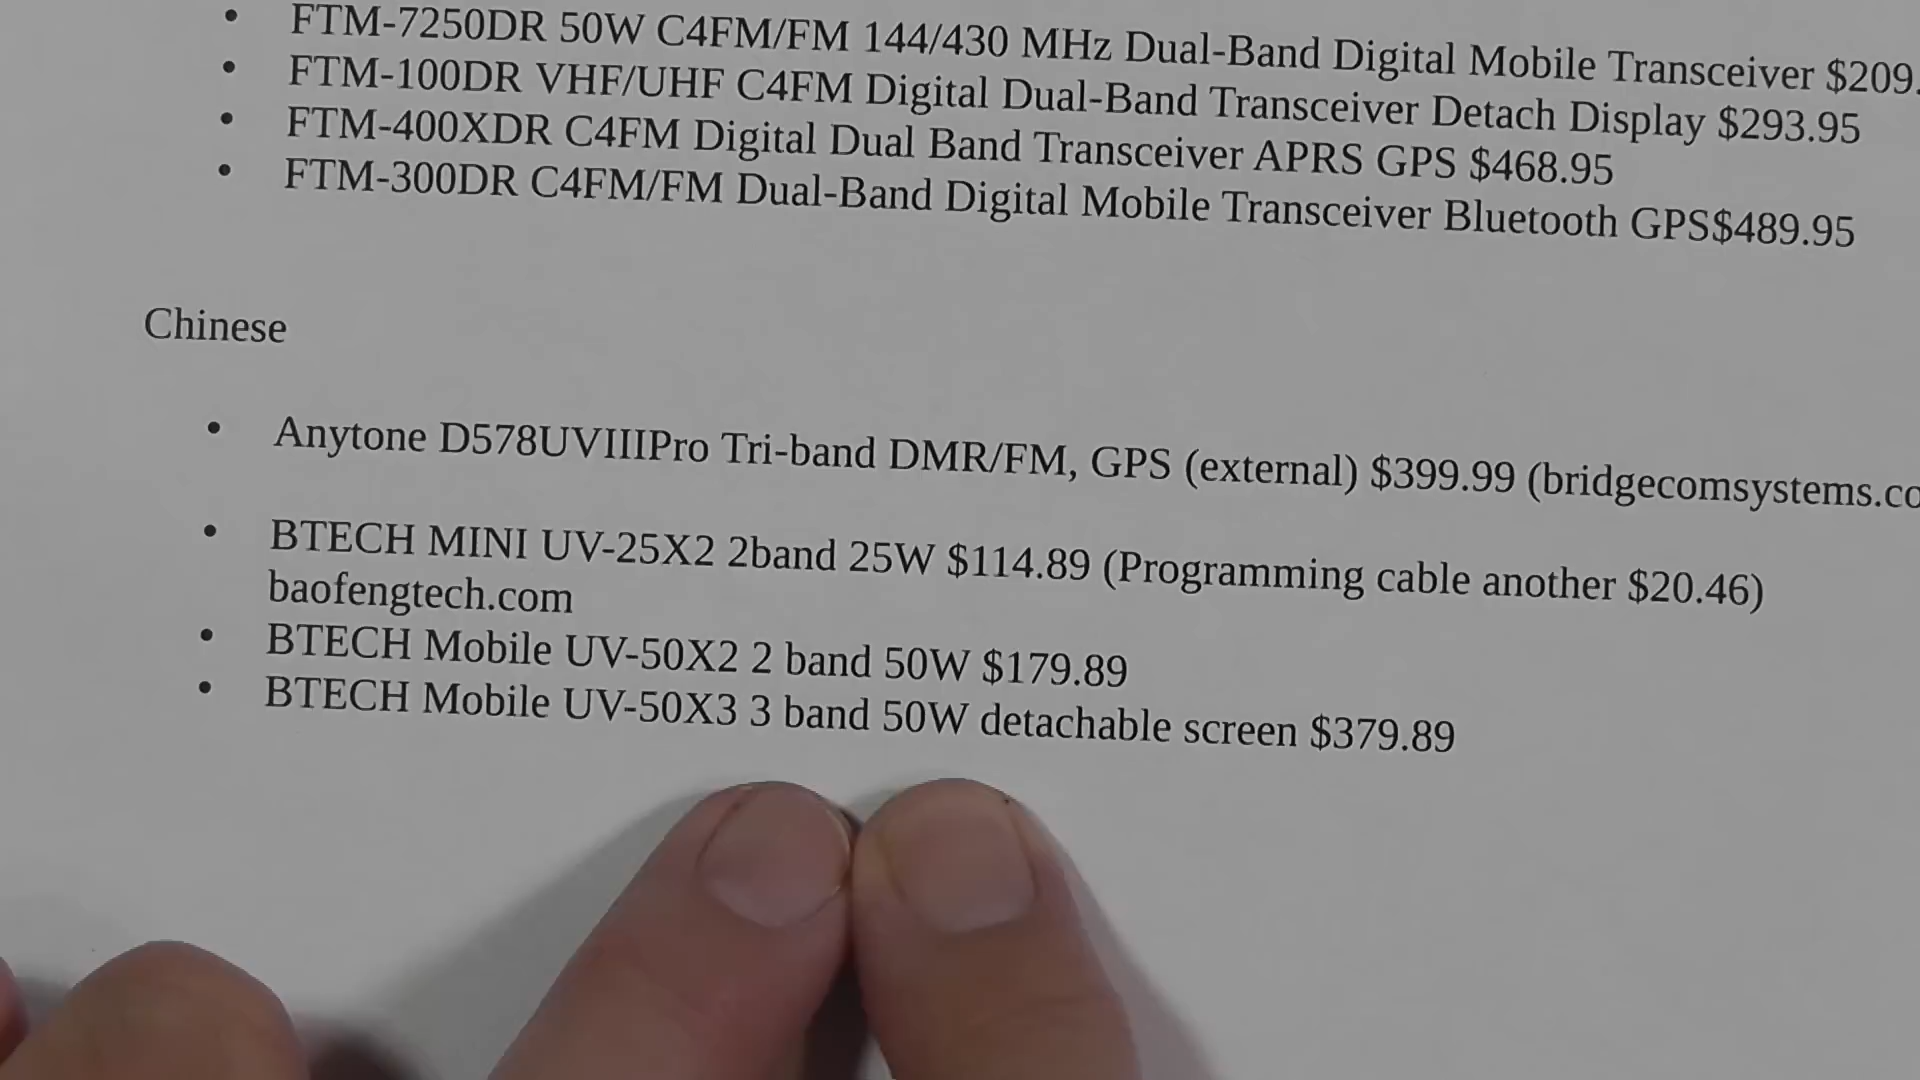 • FTM-7250DR 50W C4FM/FM 144/430 MHz Dual-Band Digital Mobile Transceiver $209.
• FTM-100DR VHF/UHF C4FM Digital Dual-Band Transceiver Detach Display $293.95
• FTM-400XDR C4FM Digital Dual Band Transceiver APRS GPS $468.95
• FTM-300DR C4FM/FM Dual-Band Digital Mobile Transceiver Bluetooth GPS$489.95
Chinese
• Anytone D578UVIIIPro Tri-band DMR/FM, GPS (external) $399.99 (bridgecomsystems.co
• BTECH MINI UV-25X2 2band 25W $114.89 (Programming cable another $20.46)
baofengtech.com
• BTECH Mobile UV-50X2 2 band 50W $179.89
• BTECH Mobile UV-50X3 3 band 50W detachable screen $379.89